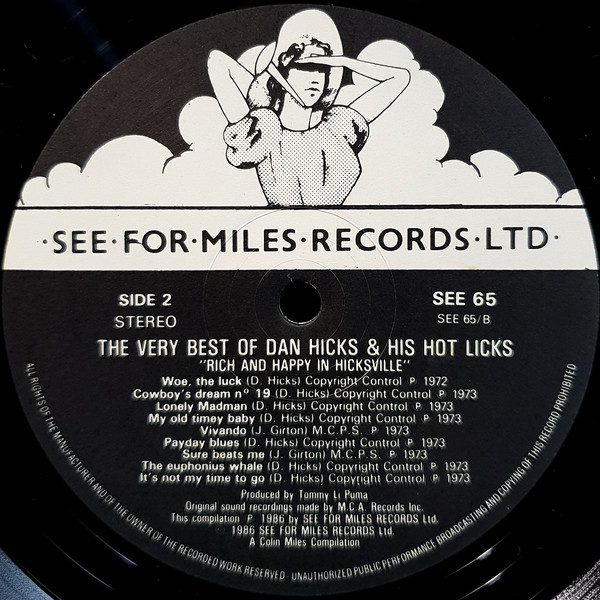 ·SEE·FOR·MILES·RECORDS·LTD·
SIDE 2
SEE 65
STEREO
SEE 65/B
THE VERY BEST OF DAN HICKS & HIS HOT LICKS
"RICH AND HAPPY IN HICKSVILLE"
Woe, the luck (D. Hicks) Copyright Control ℗ 1972
Cowboy's dream nº 19 (D. Hicks) Copyright Control ℗ 1973
Lonely Madman (D. Hicks) Copyright Control ℗ 1973
My old timey baby (D. Hicks) Copyright Control ℗ 1973
Vivando (J. Girton) M.C.P.S. ℗ 1973
Payday blues (D. Hicks) Copyright Control ℗ 1973
Sure beats me (J. Girton) M.C.P.S. ℗ 1973
The euphonius whale (D. Hicks) Copyright Control ℗ 1973
It's not my time to go (D. Hicks) Copyright Control ℗ 1973
Produced by Tommy Li Puma
Original sound recordings made by M.C.A. Records Inc.
This compilation ℗ 1986 by SEE FOR MILES RECORDS Ltd.
1986 SEE FOR MILES RECORDS Ltd.
A Colin Miles Compilation
ALL RIGHTS OF THE MANUFACTURER AND OF THE OWNER OF THE RECORDED WORK RESERVED · UNAUTHORIZED PUBLIC PERFORMANCE BROADCASTING AND COPYING OF THIS RECORD PROHIBITED